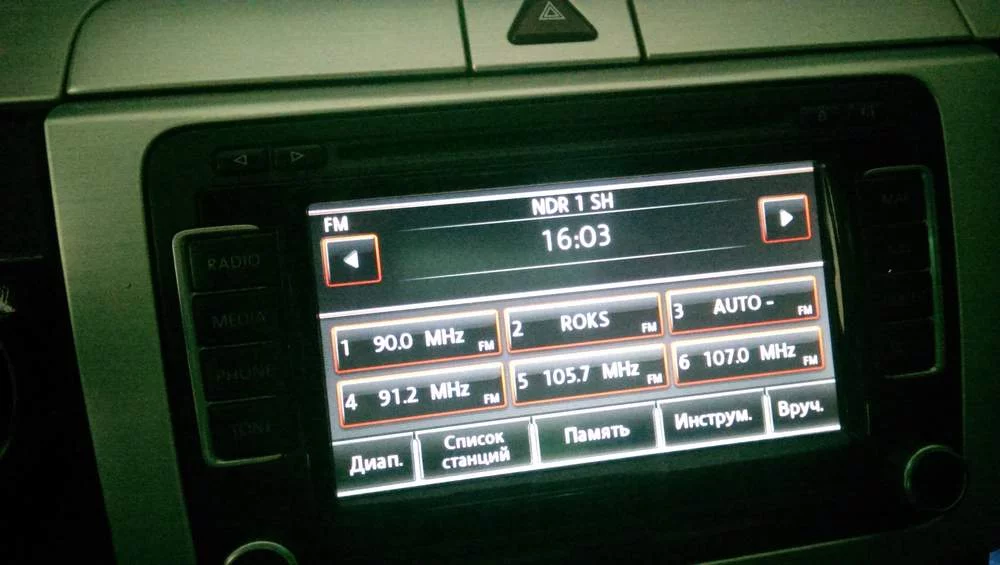 NDR 1 SH
FM
16:03
RADIO
MEDIA
PHONE
TONE
1 90.0 MHz FM
2 ROKS FM
3 AUTO - FM
4 91.2 MHz FM
5 105.7 MHz FM
6 107.0 MHz FM
Диап.
Список
станций
Память
Инструм.
Вруч.